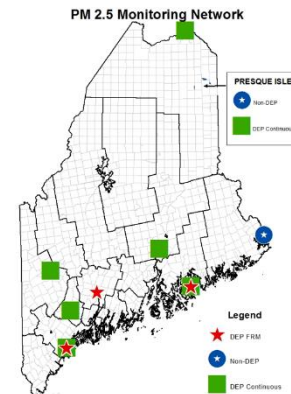 PM 2.5 Monitoring Network
PRESQUE ISLE
Non-DEP
DEP Continuous
Legend
DEP FRM
Non-DEP
DEP Continuous